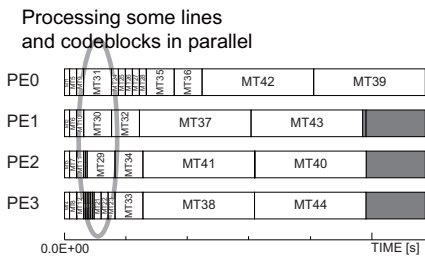 Processing some lines
and codeblocks in parallel
PE0 MT31 MT35 MT36 MT42 MT39
PE1 MT30 MT32 MT37 MT43
PE2 MT29 MT34 MT41 MT40
PE3 MT33 MT38 MT44
0.0E+00 TIME [s]